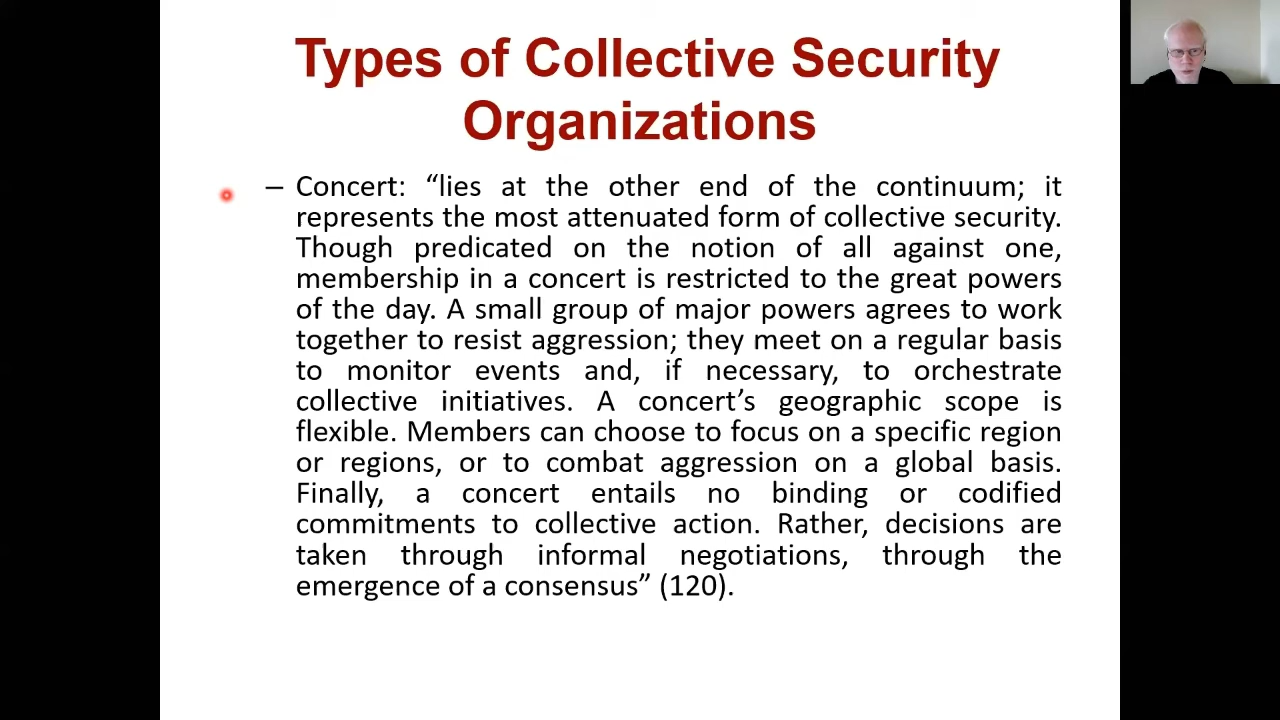 Types of Collective Security
Organizations
– Concert: “lies at the other end of the continuum; it
represents the most attenuated form of collective security.
Though predicated on the notion of all against one,
membership in a concert is restricted to the great powers
of the day. A small group of major powers agrees to work
together to resist aggression; they meet on a regular basis
to monitor events and, if necessary, to orchestrate
collective initiatives. A concert’s geographic scope is
flexible. Members can choose to focus on a specific region
or regions, or to combat aggression on a global basis.
Finally, a concert entails no binding or codified
commitments to collective action. Rather, decisions are
taken through informal negotiations, through the
emergence of a consensus” (120).